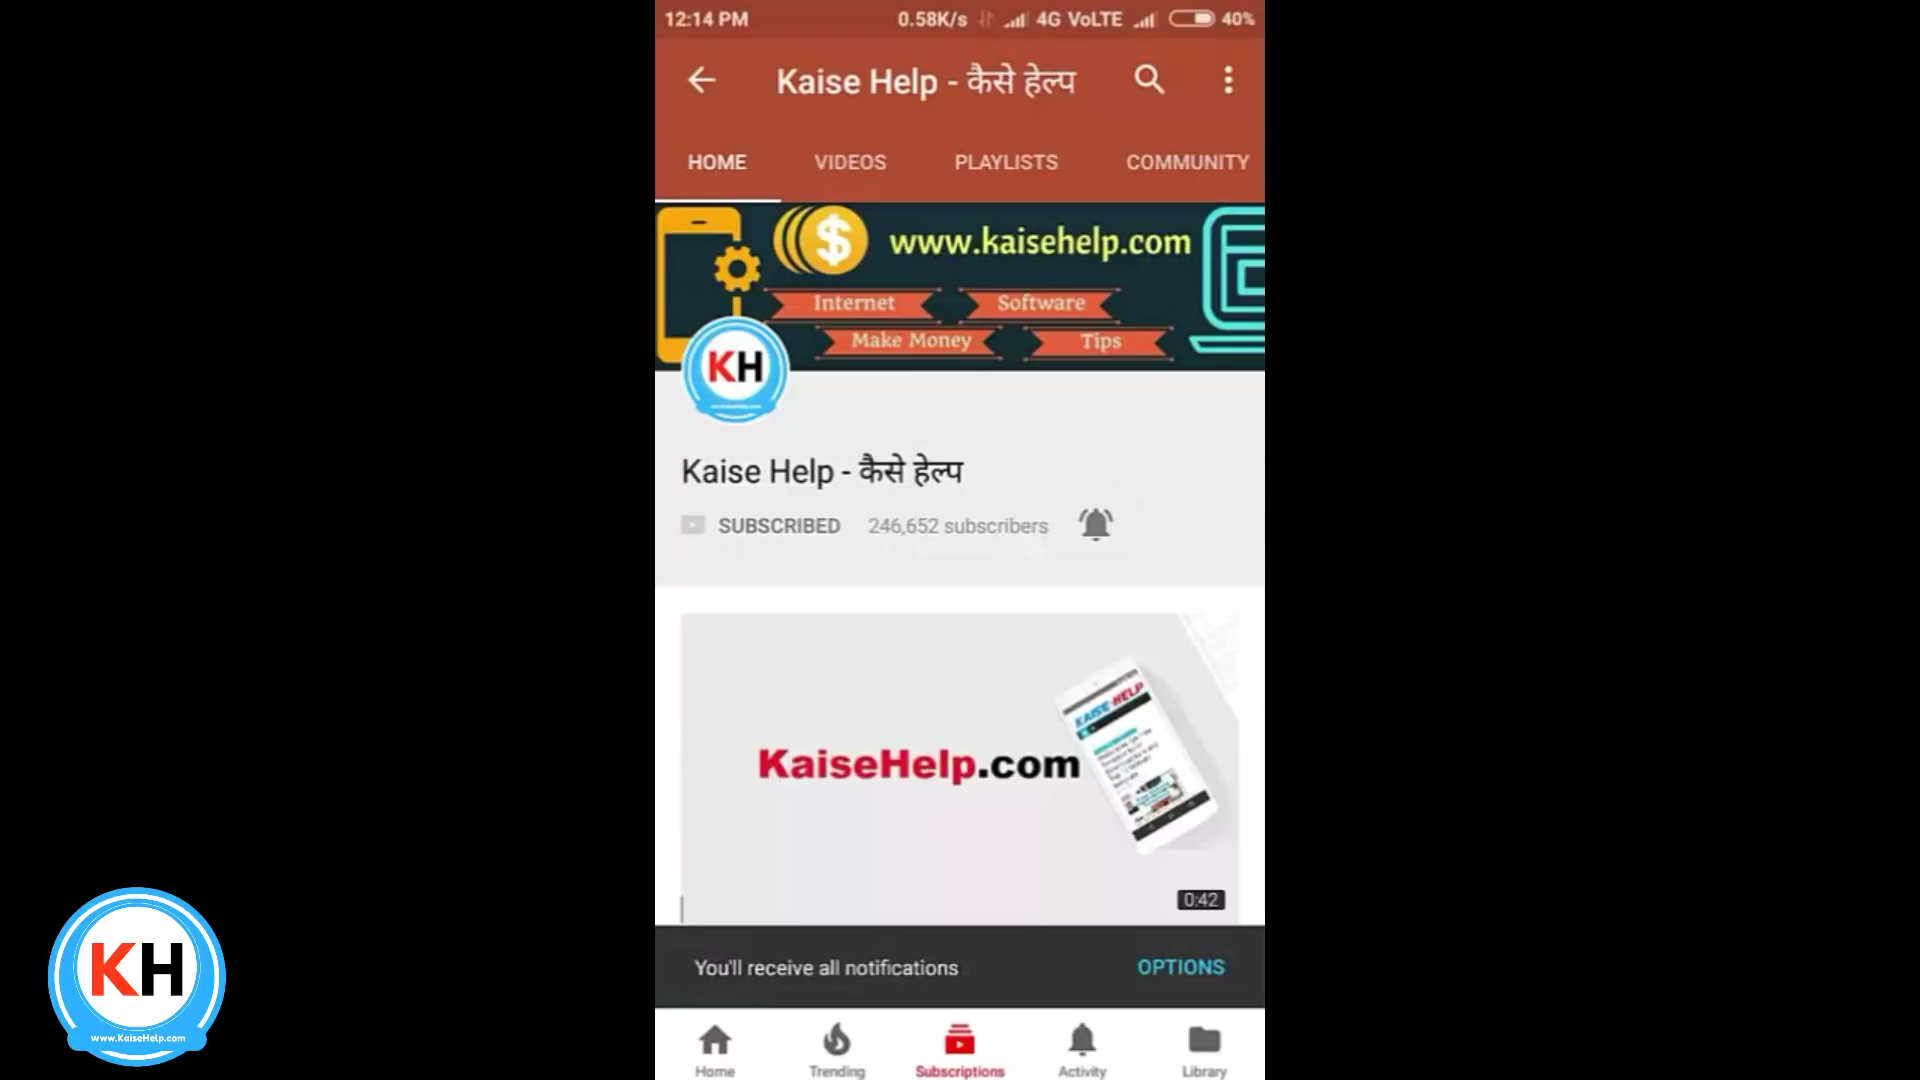 12:14 PM 0.58K/s 4G VoLTE 40%
Kaise Help - कैसे हेल्प
HOME VIDEOS PLAYLISTS COMMUNITY
$ www.kaisehelp.com
Internet Software
Make Money Tips
KH
Kaise Help - कैसे हेल्प
SUBSCRIBED 246,652 subscribers
KAISE-HELP
KaiseHelp.com
0:42
You'll receive all notifications OPTIONS
Home Trending Subscriptions Activity Library
KH
www.KaiseHelp.com